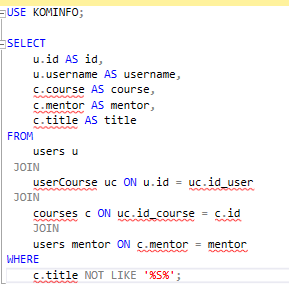 USE KOMINFO;
SELECT
u.id AS id,
u.username AS username,
c.course AS course,
c.mentor AS mentor,
c.title AS title
FROM
users u
JOIN
userCourse uc ON u.id = uc.id_user
JOIN
courses c ON uc.id_course = c.id
JOIN
users mentor ON c.mentor = mentor
WHERE
c.title NOT LIKE '%S%';